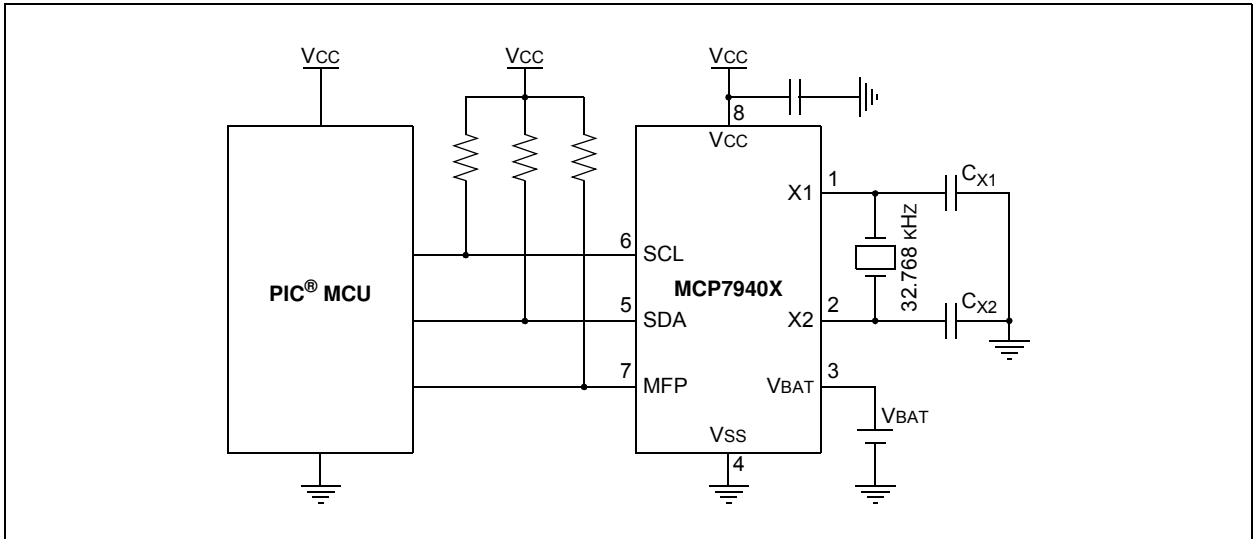 VCC
VCC
VCC
8
VCC
PIC® MCU
MCP7940X
6
SCL
5
SDA
7
MFP
X1
1
X2
2
VBAT
3
VSS
4
CX1
32.768 кHz
CX2
VBAT